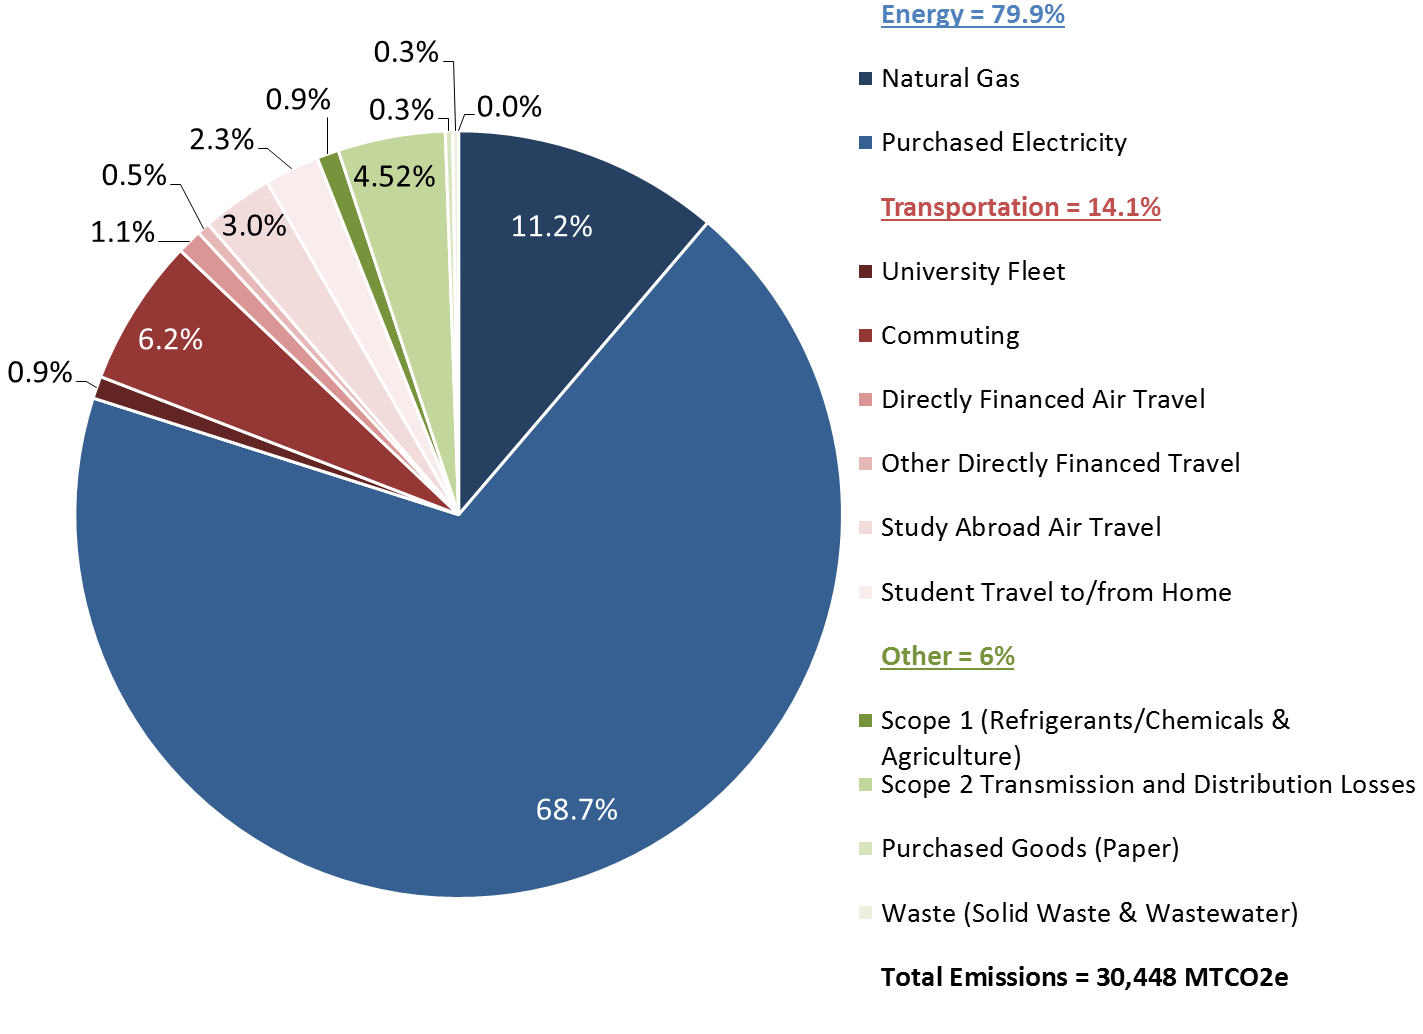 Energy = 79.9%
Natural Gas
Purchased Electricity
Transportation = 14.1%
University Fleet
Commuting
Directly Financed Air Travel
Other Directly Financed Travel
Study Abroad Air Travel
Student Travel to/from Home
Other = 6%
Scope 1 (Refrigerants/Chemicals &
Agriculture)
Scope 2 Transmission and Distribution Losses
Purchased Goods (Paper)
Waste (Solid Waste & Wastewater)
Total Emissions = 30,448 MTCO2e
11.2%
68.7%
0.9%
6.2%
1.1%
0.5%
3.0%
2.3%
0.9%
4.52%
0.3%
0.3%
0.0%